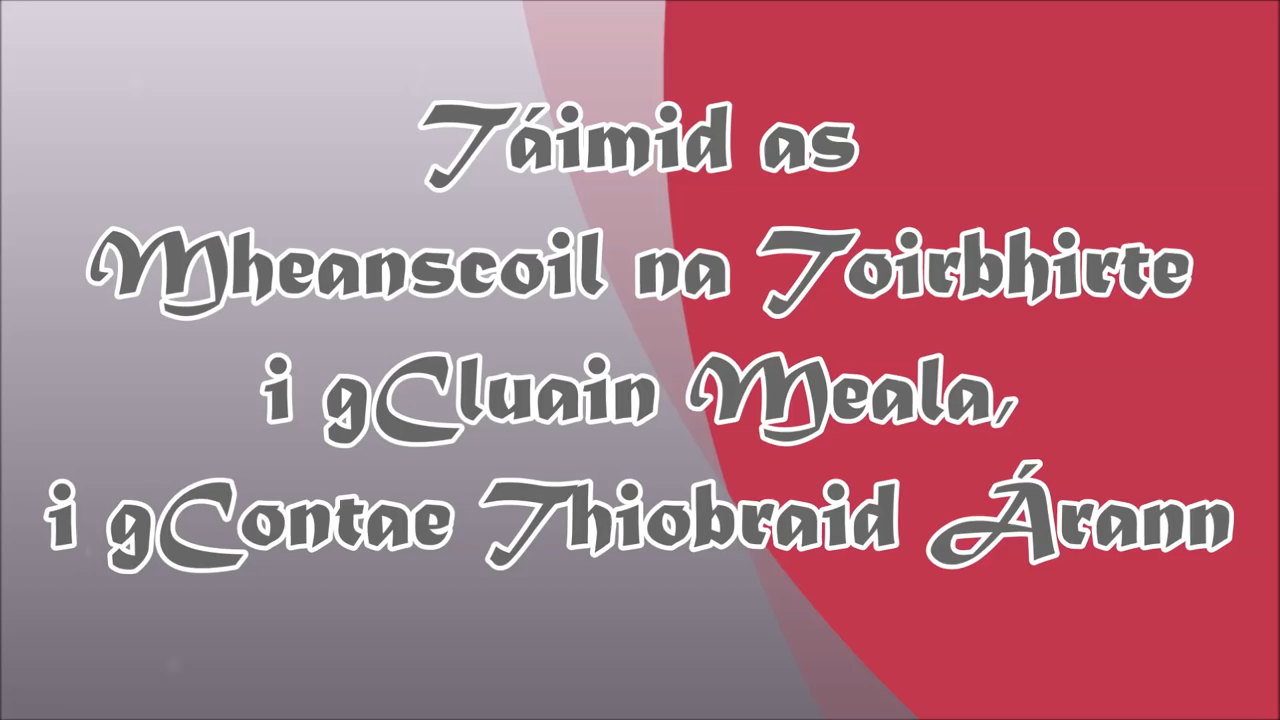 Táimid as
Mheanscoil na Toirbhirte
i gCluain Meala,
i gContae Thiobraid Árann